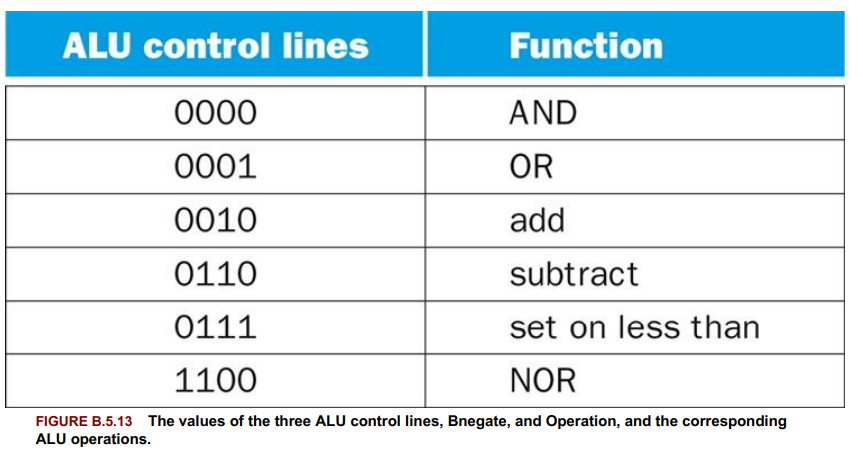 ALU control lines Function
0000 AND
0001 OR
0010 add
0110 subtract
0111 set on less than
1100 NOR
FIGURE B.5.13 The values of the three ALU control lines, Bnegate, and Operation, and the corresponding
ALU operations.